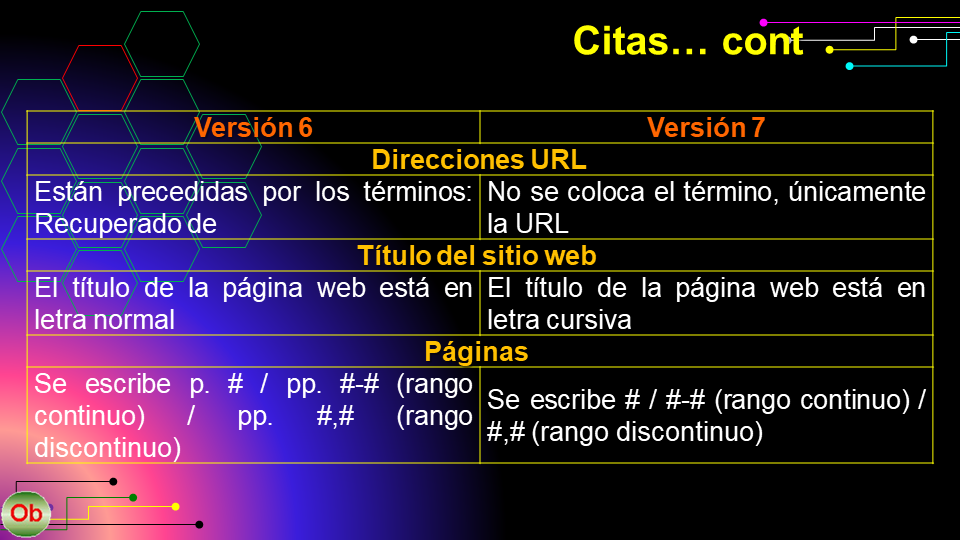 Citas… cont
Versión 6
Versión 7
Direcciones URL
Están precedidas por los términos:
Recuperado de
No se coloca el término, únicamente
la URL
Título del sitio web
El título de la página web está en
letra normal
El título de la página web está en
letra cursiva
Páginas
Se escribe p. # / pp. #-# (rango
continuo) / pp. #,# (rango
discontinuo)
Se escribe # / #-# (rango continuo) /
#,# (rango discontinuo)
Ob